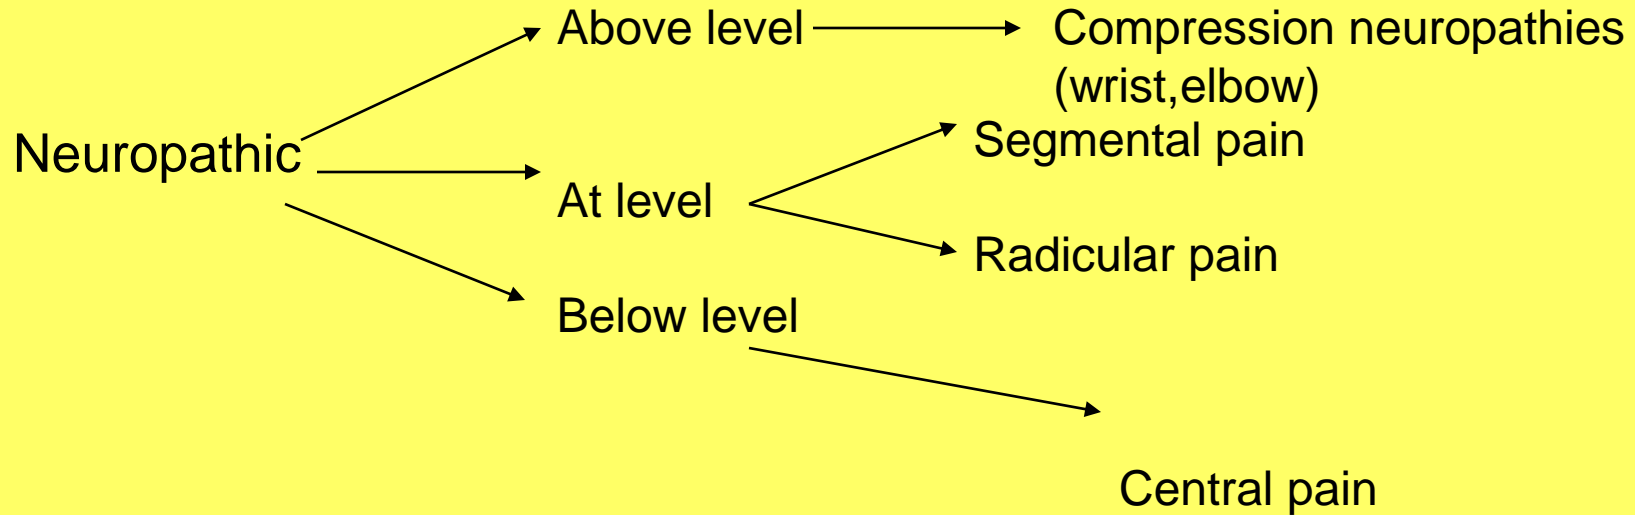 Neuropathic
Above level
Compression neuropathies
(wrist,elbow)
At level
Segmental pain
Radicular pain
Below level
Central pain